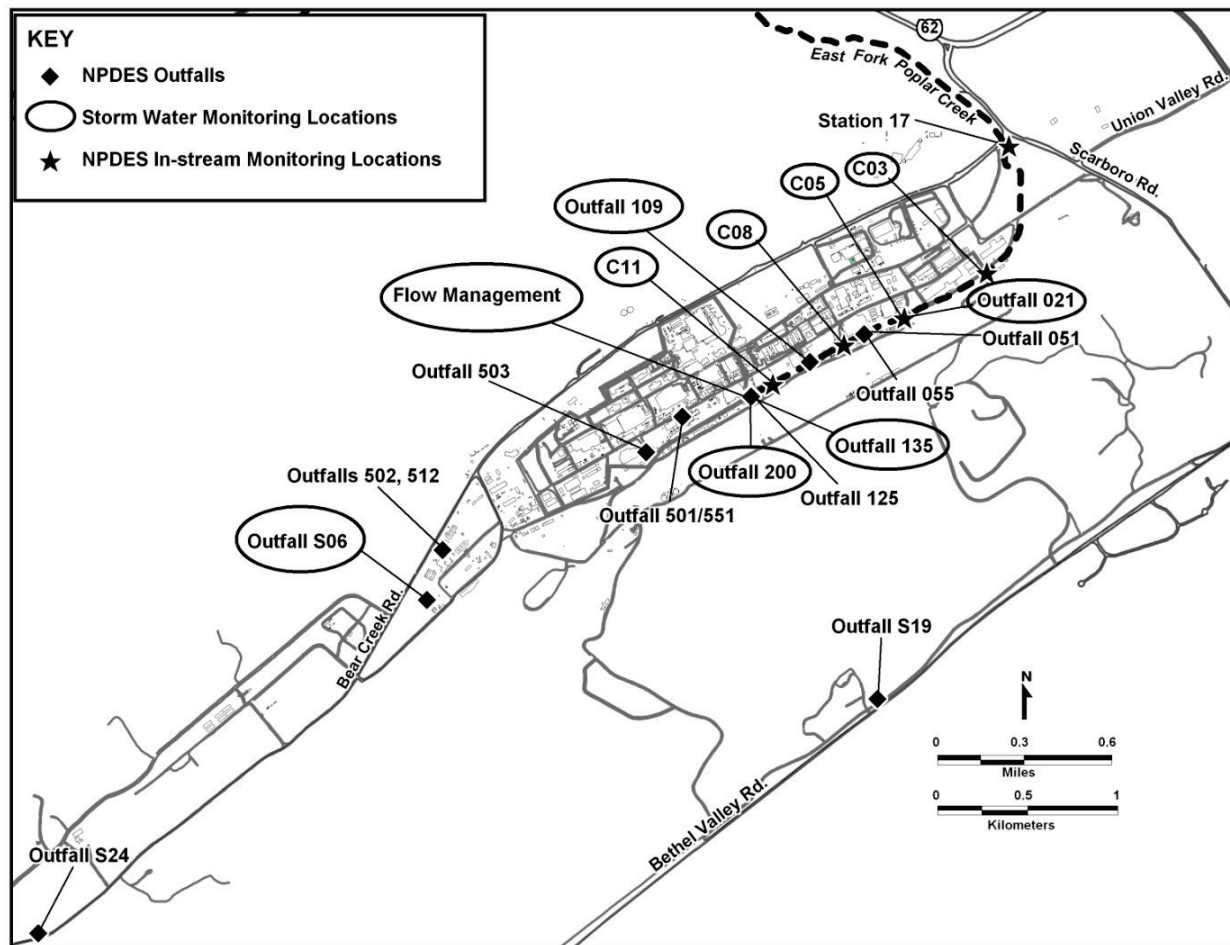 KEY
NPDES Outfalls
Storm Water Monitoring Locations
NPDES In-stream Monitoring Locations
62
East Fork Poplar Creek
Union Valley Rd.
Station 17
Scarboro Rd.
C03
C05
Outfall 109
C08
C11
Flow Management
Outfall 021
Outfall 051
Outfall 503
Outfall 055
Outfall 135
Outfall 200
Outfalls 502, 512
Outfall 125
Outfall 501/551
Outfall S06
Bear Creek Rd.
Outfall S19
N
0 0.3 0.6
Miles
0 0.5 1
Kilometers
Bethel Valley Rd.
Outfall S24